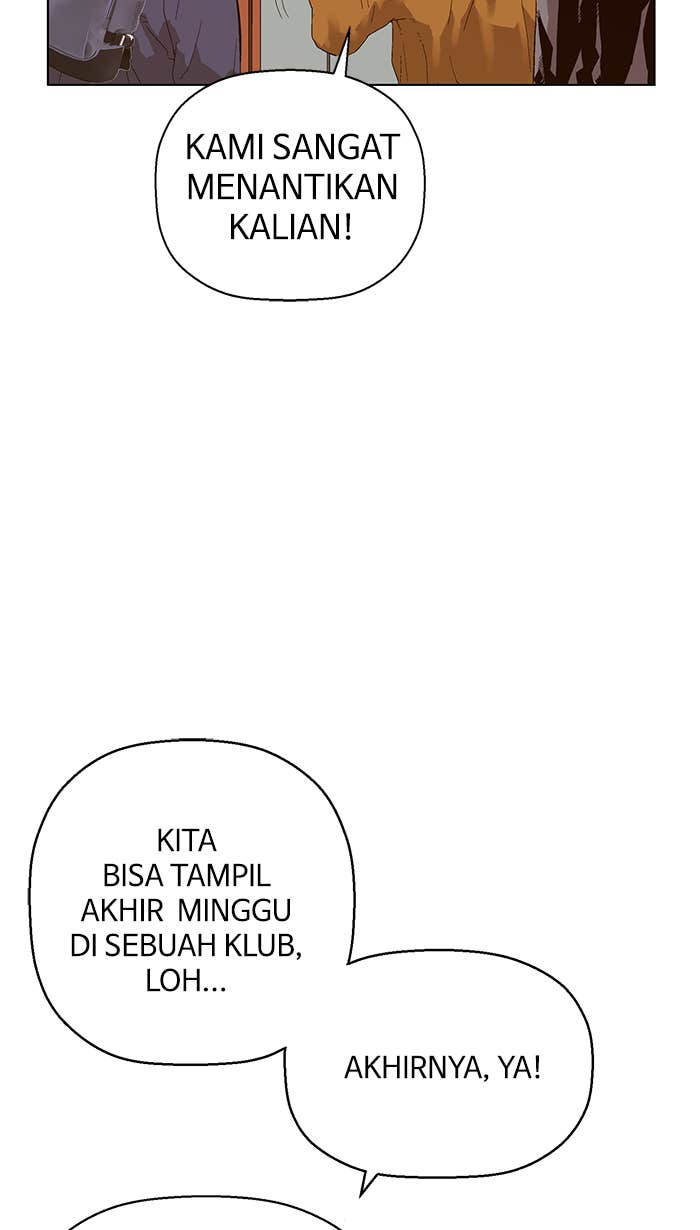 KAMI SANGAT
MENANTIKAN
KALIAN!
KITA
BISA TAMPIL
AKHIR MINGGU
DI SEBUAH KLUB,
LOH...
AKHIRNYA, YA!